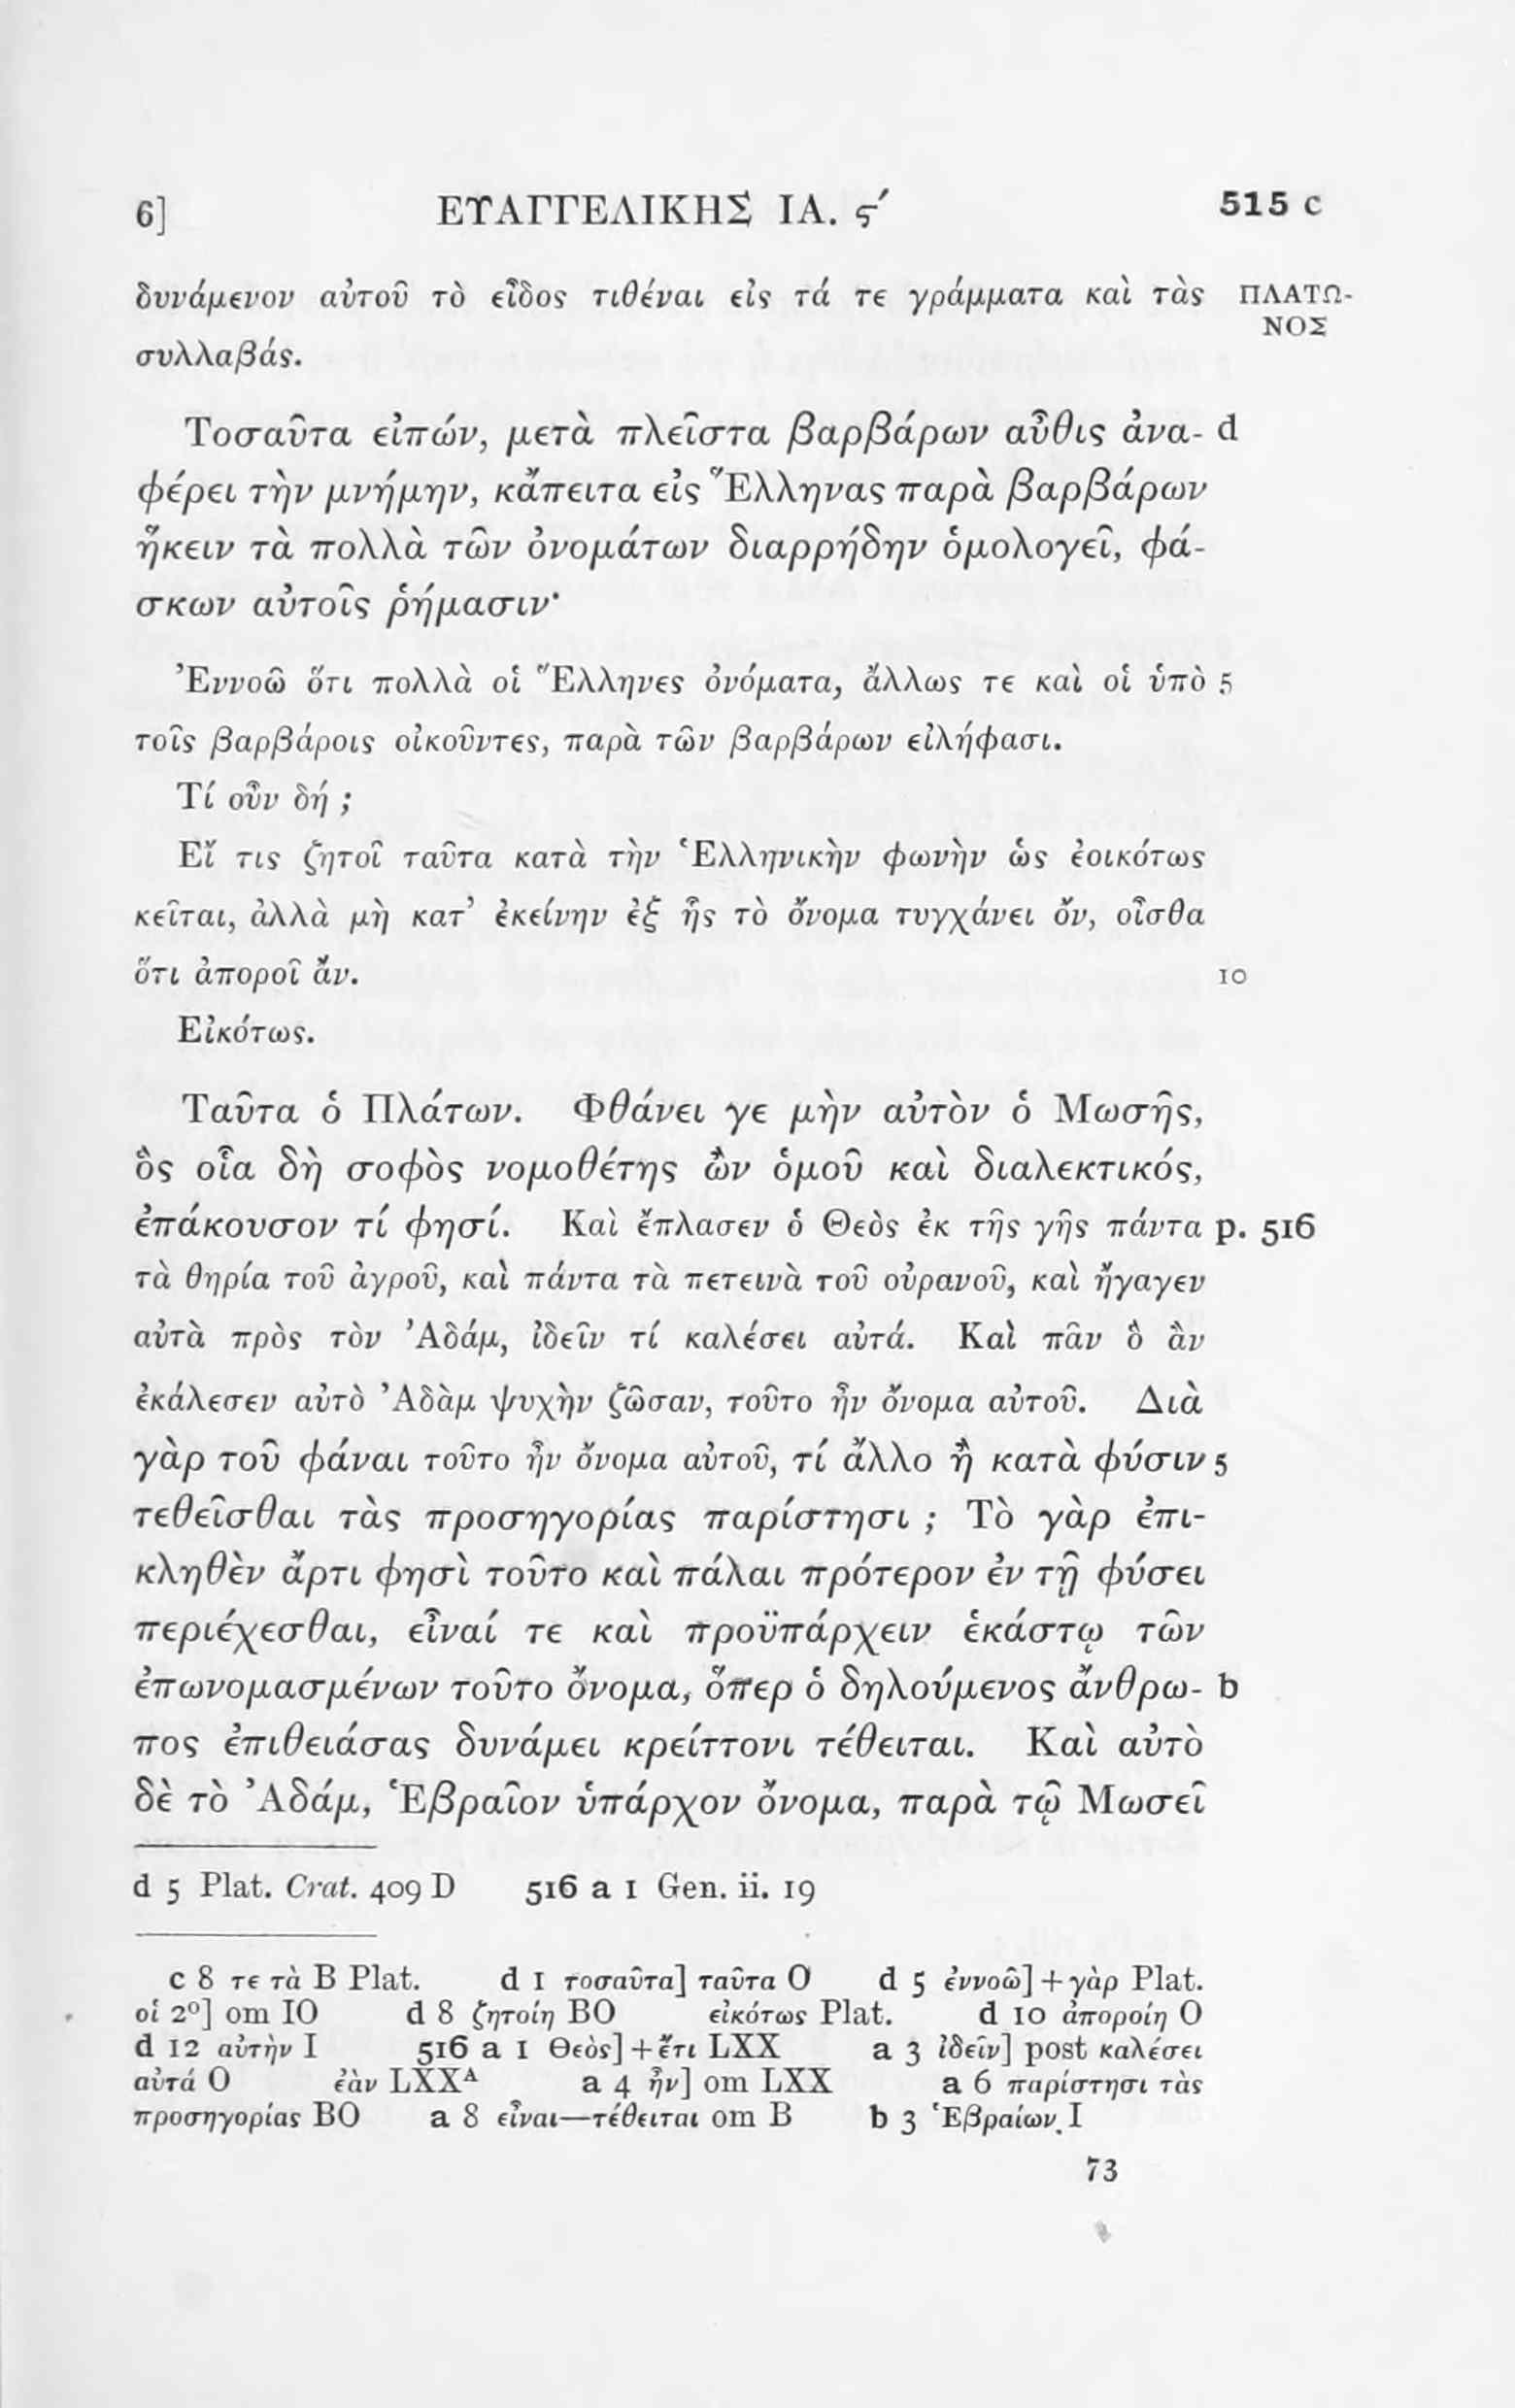 6] ΕΥΑΓΓΕΛΙΚΗΣ ΙΑ. ϛ´ 515 c
δυνάμενον αὐτοῦ τὸ εἶδος τιθέναι εἰς τά τε γράμματα καὶ τὰς ΠΛΑΤΩ-
ΝΟΣ
συλλαβάς.
Τοσαῦτα εἰπών, μετὰ πλεῖστα βαρβάρων αὖθις ἀνα- d
φέρει τὴν μνήμην, κἄπειτα εἰς Ἕλληνας παρὰ βαρβάρων
ἥκειν τὰ πολλὰ τῶν ὀνομάτων διαρρήδην ὁμολογεῖ, φά-
σκων αὐτοῖς ῥήμασιν·
Ἐννοῶ ὅτι πολλὰ οἱ Ἕλληνες ὀνόματα, ἄλλως τε καὶ οἱ ὑπὸ 5
τοῖς βαρβάροις οἰκοῦντες, παρὰ τῶν βαρβάρων εἰλήφασι.
Τί οὖν δή ;
Εἴ τις ζητοῖ ταῦτα κατὰ τὴν Ἑλληνικὴν φωνὴν ὡς ἐοικότως
κεῖται, ἀλλὰ μὴ κατ’ ἐκείνην ἐξ ἧς τὸ ὄνομα τυγχάνει ὄν, οἶσθα
ὅτι ἀποροῖ ἄν. 10
Εἰκότως.
Ταῦτα ὁ Πλάτων. Φθάνει γε μὴν αὐτὸν ὁ Μωσῆς,
ὃς οἷα δὴ σοφὸς νομοθέτης ὢν ὁμοῦ καὶ διαλεκτικός,
ἐπάκουσον τί φησί. Καὶ ἔπλασεν ὁ Θεὸς ἐκ τῆς γῆς πάντα p. 516
τὰ θηρία τοῦ ἀγροῦ, καὶ πάντα τὰ πετεινὰ τοῦ οὐρανοῦ, καὶ ἤγαγεν
αὐτὰ πρὸς τὸν Ἀδάμ, ἰδεῖν τί καλέσει αὐτά. Καὶ πᾶν ὃ ἂν
ἐκάλεσεν αὐτὸ Ἀδὰμ ψυχὴν ζῶσαν, τοῦτο ἦν ὄνομα αὐτοῦ. Διὰ
γὰρ τοῦ φάναι τοῦτο ἦν ὄνομα αὐτοῦ, τί ἄλλο ἢ κατὰ φύσιν 5
τεθεῖσθαι τὰς προσηγορίας παρίστησι ; Τὸ γὰρ ἐπι-
κληθὲν ἄρτι φησὶ τοῦτο καὶ πάλαι πρότερον ἐν τῇ φύσει
περιέχεσθαι, εἶναί τε καὶ προϋπάρχειν ἑκάστῳ τῶν
ἐπωνομασμένων τοῦτο ὄνομα, ὅπερ ὁ δηλούμενος ἄνθρω- b
πος ἐπιθειάσας δυνάμει κρείττονι τέθειται. Καὶ αὐτὸ
δὲ τὸ Ἀδάμ, Ἑβραῖον ὑπάρχον ὄνομα, παρὰ τῷ Μωσεῖ
d 5 Plat. Crat. 409 D 516 a 1 Gen. ii. 19
c 8 τε τὰ B Plat. d 1 τοσαῦτα] ταῦτα O d 5 ἐννοῶ] + γὰρ Plat.
οἱ 2º] om IO d 8 ζητοίη BO εἰκότως Plat. d 10 ἀποροίη O
d 12 αὐτὴν I 516 a 1 Θεὸς] + ἔτι LXX a 3 ἰδεῖν] post καλέσει
αὐτά O ἐὰν LXXᴬ a 4 ἦν] om LXX a 6 παρίστησι τὰς
προσηγορίας BO a 8 εἶναι—τέθειται om B b 3 Ἑβραίων I
73